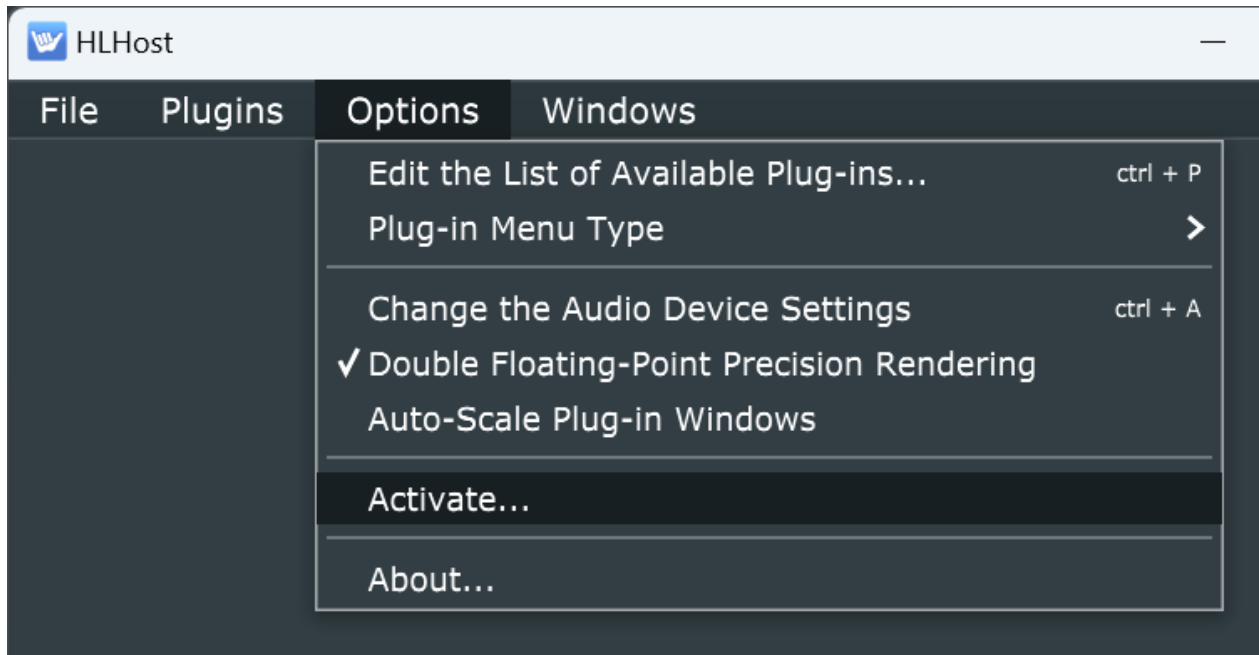 HLHost
File Plugins Options Windows
Edit the List of Available Plug-ins... ctrl + P
Plug-in Menu Type
Change the Audio Device Settings ctrl + A
Double Floating-Point Precision Rendering
Auto-Scale Plug-in Windows
Activate...
About...